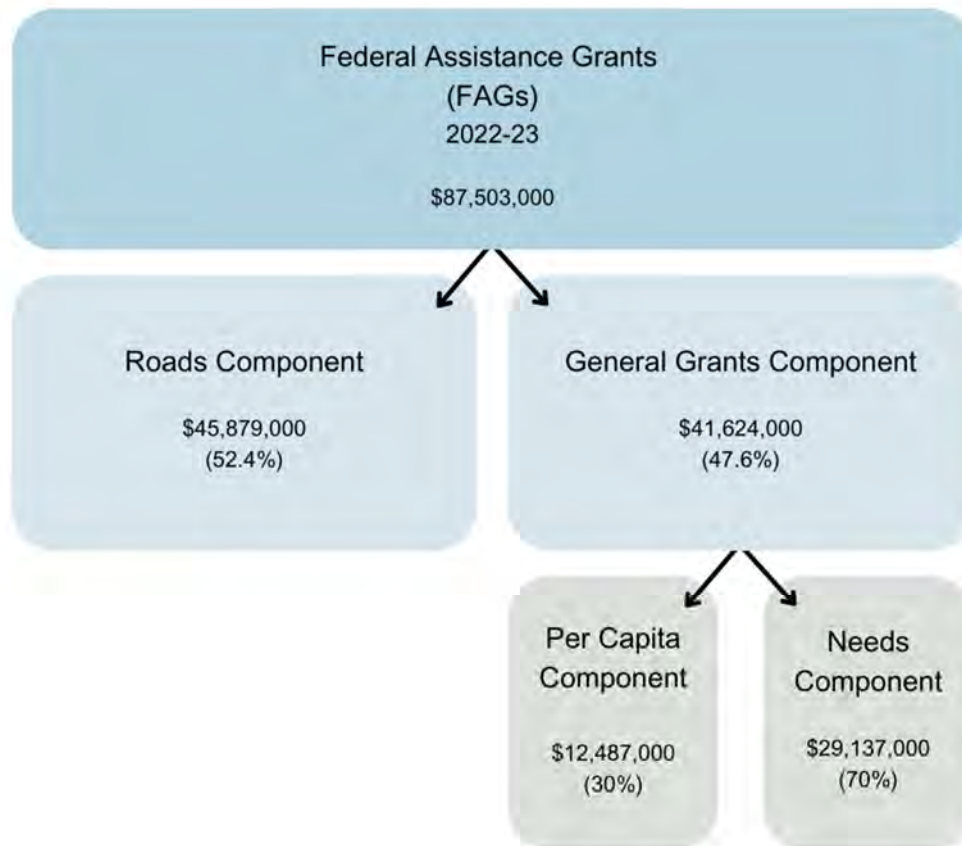 Federal Assistance Grants
(FAGs)
2022-23
$87,503,000
Roads Component
$45,879,000
(52.4%)
General Grants Component
$41,624,000
(47.6%)
Per Capita
Component
$12,487,000
(30%)
Needs
Component
$29,137,000
(70%)